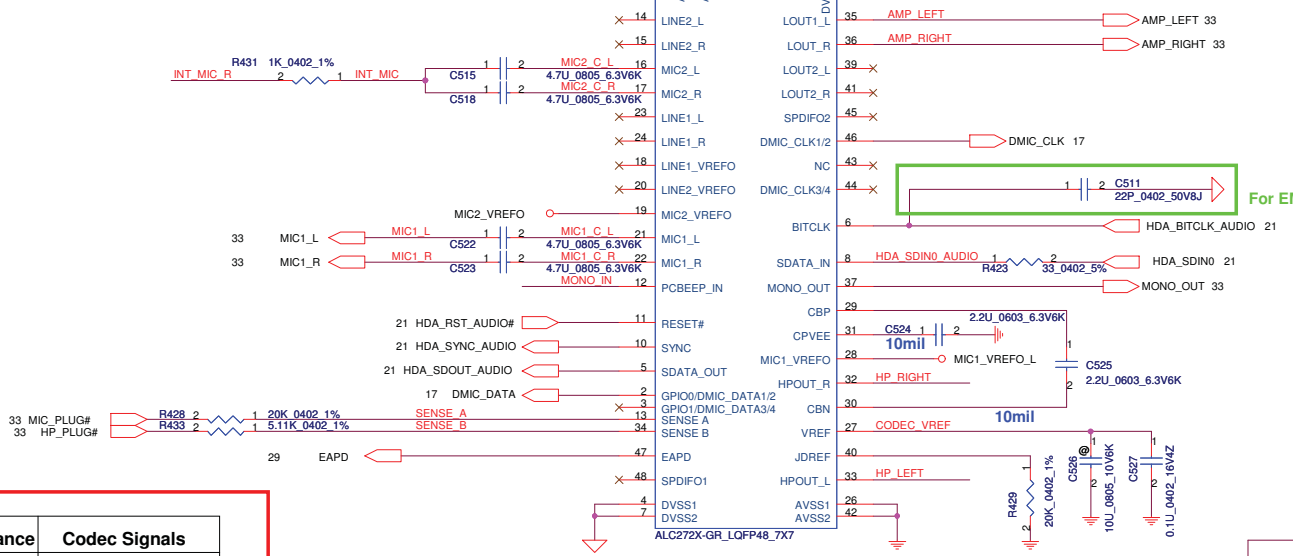 14 LINE2_L LOUT1_L 35 AMP_LEFT AMP_LEFT 33
15 LINE2_R LOUT_R 36 AMP_RIGHT AMP_RIGHT 33
R431 1K_0402_1%
INT_MIC_R 2 1 INT_MIC
C515 1 2 MIC2_C_L 16 MIC2_L LOUT2_L 39
4.7U_0805_6.3V6K
C518 1 2 MIC2_C_R 17 MIC2_R LOUT2_R 41
4.7U_0805_6.3V6K
23 LINE1_L SPDIFO2 45
24 LINE1_R DMIC_CLK1/2 46 DMIC_CLK 17
18 LINE1_VREFO NC 43
20 LINE2_VREFO DMIC_CLK3/4 44
1 2 C511
22P_0402_50V8J
For
MIC2_VREFO 19 MIC2_VREFO
BITCLK 6 HDA_BITCLK_AUDIO 21
33 MIC1_L MIC1_L C522 1 2 MIC1_C_L 21 MIC1_L
4.7U_0805_6.3V6K
33 MIC1_R MIC1_R C523 1 2 MIC1_C_R 22 MIC1_R
4.7U_0805_6.3V6K
SDATA_IN 8 HDA_SDIN0_AUDIO R423 1 2 33_0402_5% HDA_SDIN0 21
MONO_IN 12 PCBEEP_IN MONO_OUT 37 MONO_OUT 33
CBP 29
2.2U_0603_6.3V6K
21 HDA_RST_AUDIO# 11 RESET#
CPVEE 31 C524 1 2
10mil
21 HDA_SYNC_AUDIO 10 SYNC
MIC1_VREFO 28 MIC1_VREFO_L
1 C525
2 2.2U_0603_6.3V6K
21 HDA_SDOUT_AUDIO 5 SDATA_OUT
HPOUT_R 32 HP_RIGHT
17 DMIC_DATA 2 GPIO0/DMIC_DATA1/2
3 GPIO1/DMIC_DATA3/4
CBN 30
10mil
33 MIC_PLUG# R428 2 1 20K_0402_1% SENSE_A 13 SENSE A
33 HP_PLUG# R433 2 1 5.11K_0402_1% SENSE_B 34 SENSE B
VREF 27 CODEC_VREF
29 EAPD 47 EAPD JDREF 40
48 SPDIFO1 HPOUT_L 33 HP_LEFT
R429 1 2 20K_0402_1%
@ C526 1 2 10U_0805_10V6K
C527 1 2 0.1U_0402_16V4Z
4 DVSS1 AVSS1 26
7 DVSS2 AVSS2 42
ALC272X-GR_LQFP48_7X7
ance Codec Signals